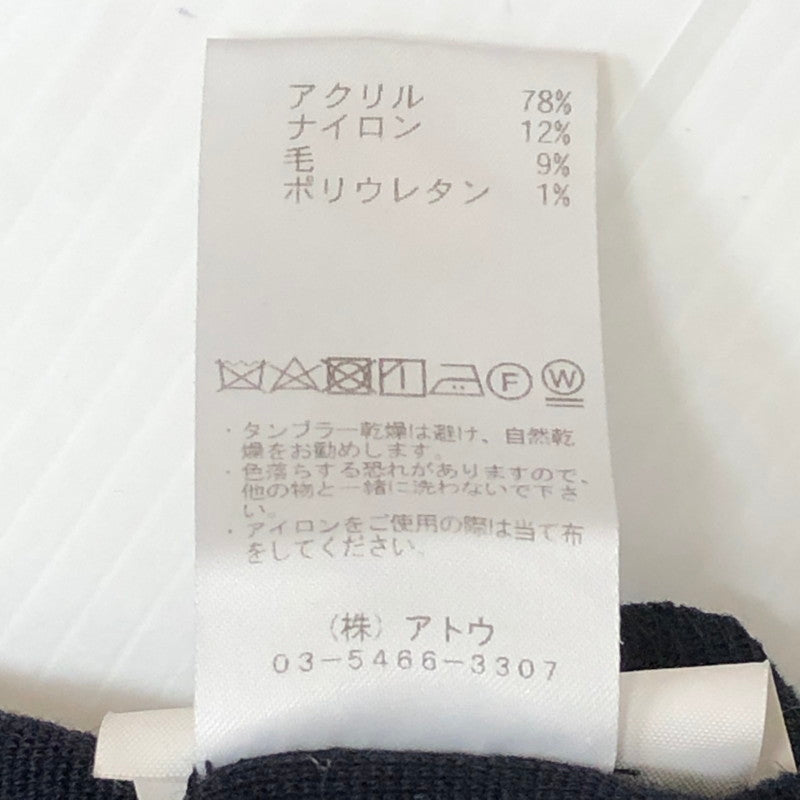 アクリル 78%
ナイロン 12%
毛 9%
ポリウレタン 1%
F W
・タンブラー乾燥は避け、自然乾
燥をお勧めします。
・色落ちする恐れがありますので、
他の物と一緒に洗わないで下さ
い。
・アイロンをご使用の際は当て布
をしてください。
（株）アトウ
03-5466-3307